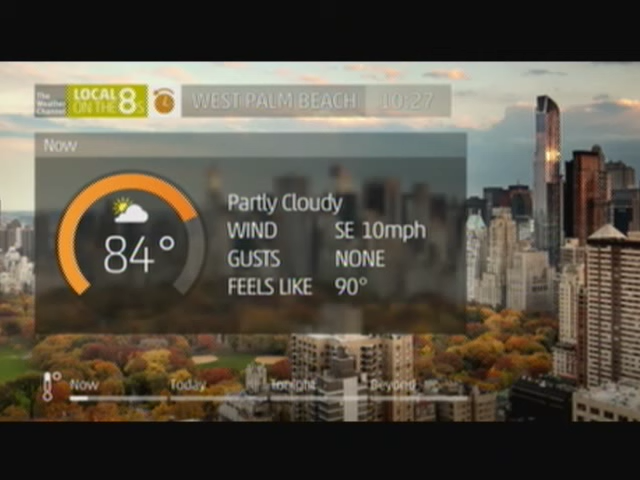 The Weather Channel
LOCAL ON THE 8s
WEST PALM BEACH 10:27
Now
84°
Partly Cloudy
WIND SE 10mph
GUSTS NONE
FEELS LIKE 90°
Now Today Tonight Beyond